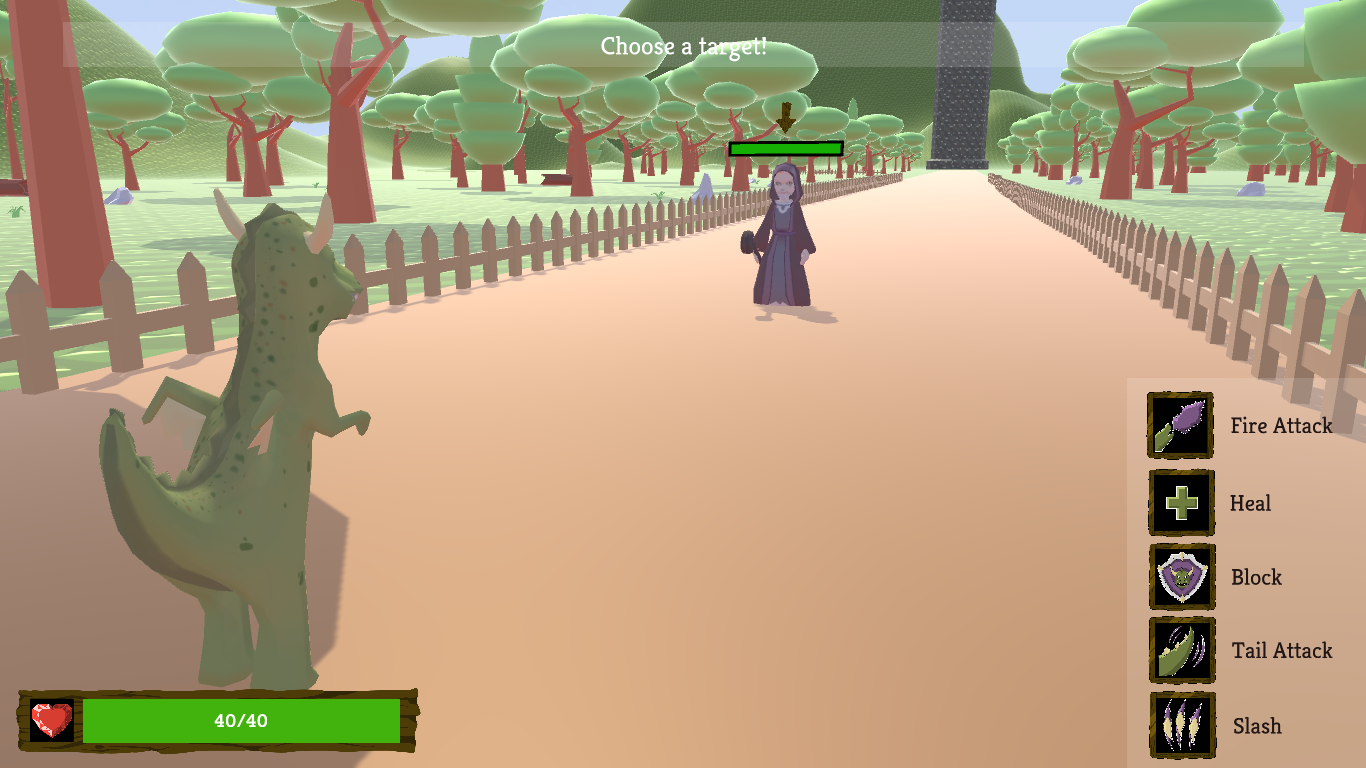 Choose a target!
Fire Attack
Heal
Block
Tail Attack
Slash
40/40